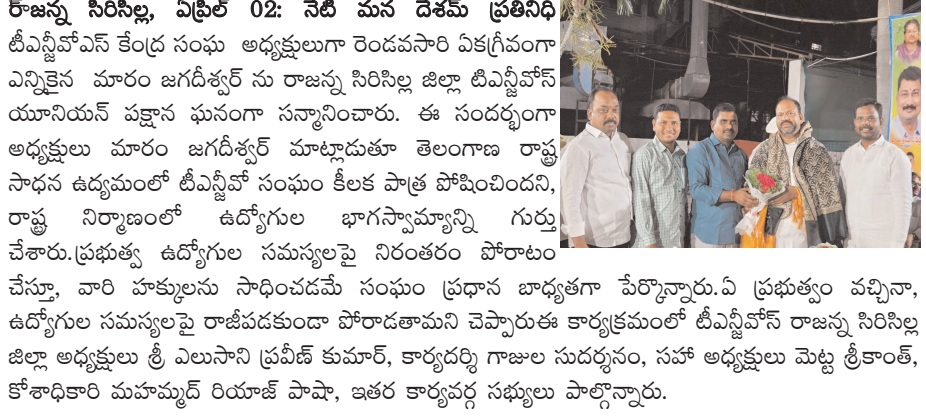 రాజన్న సిరిసిల్ల, ఏప్రిల్ 02: నేటి మన దేశమ్ ప్రతినిధి
టీఎన్జీవోఎస్ కేంద్ర సంఘ అధ్యక్షులుగా రెండవసారి ఏకగ్రీవంగా
ఎన్నికైన మారం జగదీశ్వర్ ను రాజన్న సిరిసిల్ల జిల్లా టిఎన్జీవోస్
యూనియన్ పక్షాన ఘనంగా సన్మానించారు. ఈ సందర్భంగా
అధ్యక్షులు మారం జగదీశ్వర్ మాట్లాడుతూ తెలంగాణ రాష్ట్ర
సాధన ఉద్యమంలో టీఎన్జీవో సంఘం కీలక పాత్ర పోషించిందని,
రాష్ట్ర నిర్మాణంలో ఉద్యోగుల భాగస్వామ్యాన్ని గుర్తు
చేశారు.ప్రభుత్వ ఉద్యోగుల సమస్యలపై నిరంతరం పోరాటం
చేస్తూ, వారి హక్కులను సాధించడమే సంఘం ప్రధాన బాధ్యతగా పేర్కొన్నారు.ఏ ప్రభుత్వం వచ్చినా,
ఉద్యోగుల సమస్యలపై రాజీపడకుండా పోరాడతామని చెప్పారుఈ కార్యక్రమంలో టీఎన్జీవోస్ రాజన్న సిరిసిల్ల
జిల్లా అధ్యక్షులు శ్రీ ఎలుసాని ప్రవీణ్ కుమార్, కార్యదర్శి గాజుల సుదర్శనం, సహా అధ్యక్షులు మెట్ట శ్రీకాంత్,
కోశాధికారి మహమ్మద్ రియాజ్ పాషా, ఇతర కార్యవర్గ సభ్యులు పాల్గొన్నారు.